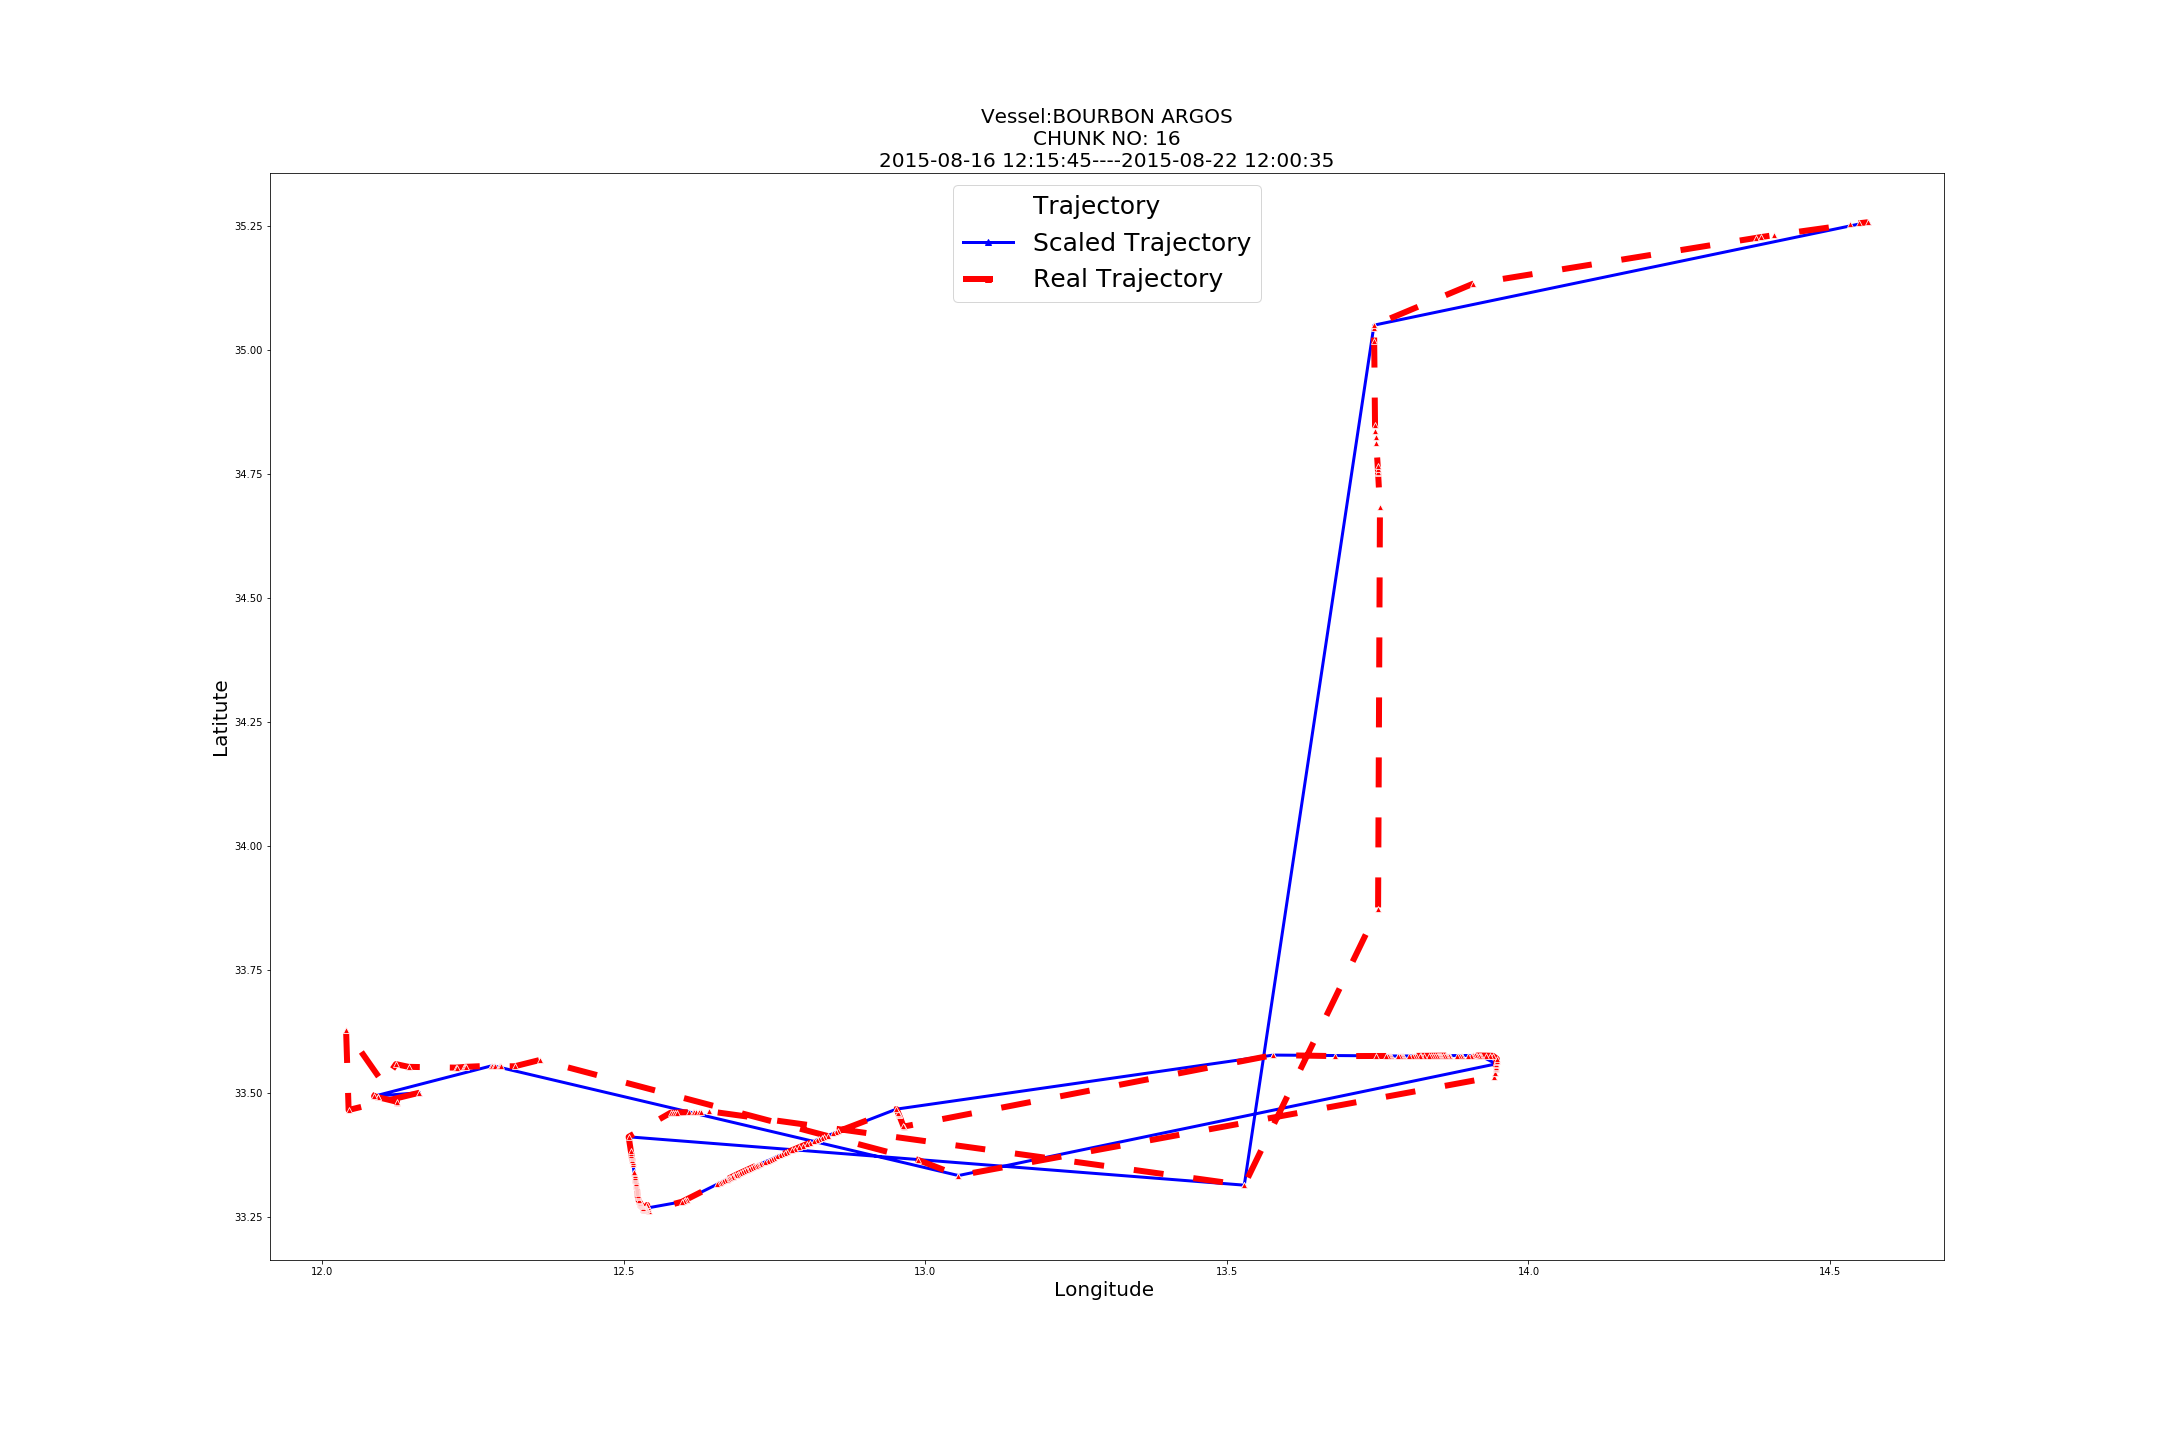 Vessel:BOURBON ARGOS
CHUNK NO: 16
2015-08-16 12:15:45----2015-08-22 12:00:35
Trajectory
Scaled Trajectory
Real Trajectory
Latitute
35.25
35.00
34.75
34.50
34.25
34.00
33.75
33.50
33.25
12.0 12.5 13.0 13.5 14.0 14.5
Longitude